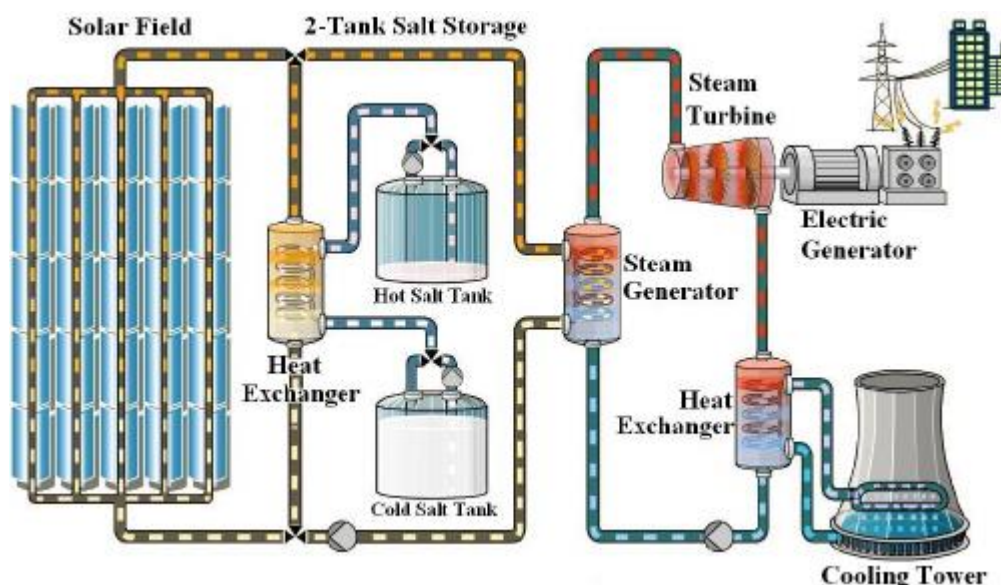 Solar Field
2-Tank Salt Storage
Steam
Turbine
Electric
Generator
Hot Salt Tank
Steam
Generator
Heat
Exchanger
Heat
Exchanger
Cold Salt Tank
Cooling Tower